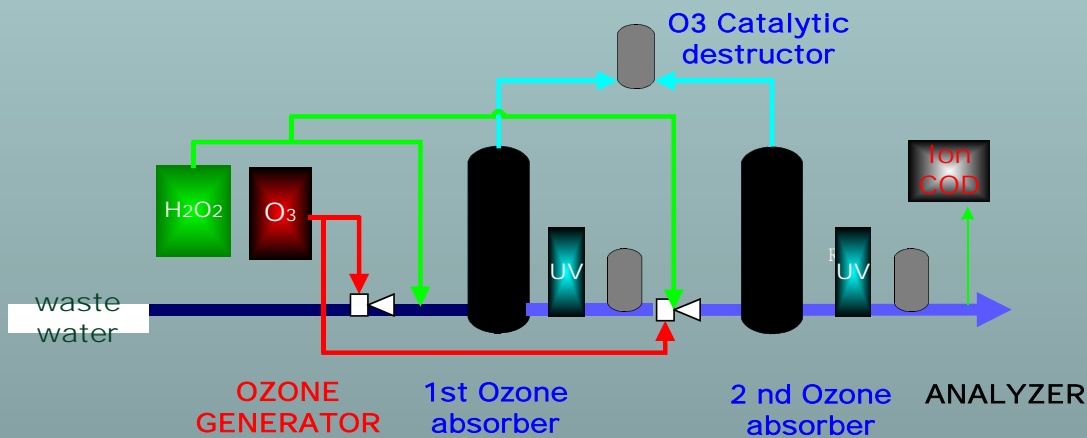 O3 Catalytic
destructor
Ion
COD
H2O2
O3
R
UV
UV
waste
water
OZONE
GENERATOR
1st Ozone
absorber
2 nd Ozone
absorber
ANALYZER